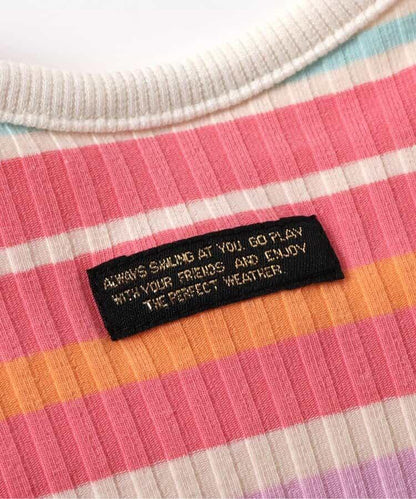 ALWAYS SMILING AT YOU. GO PLAY
WITH YOUR FRIENDS AND ENJOY
THE PERFECT WEATHER.